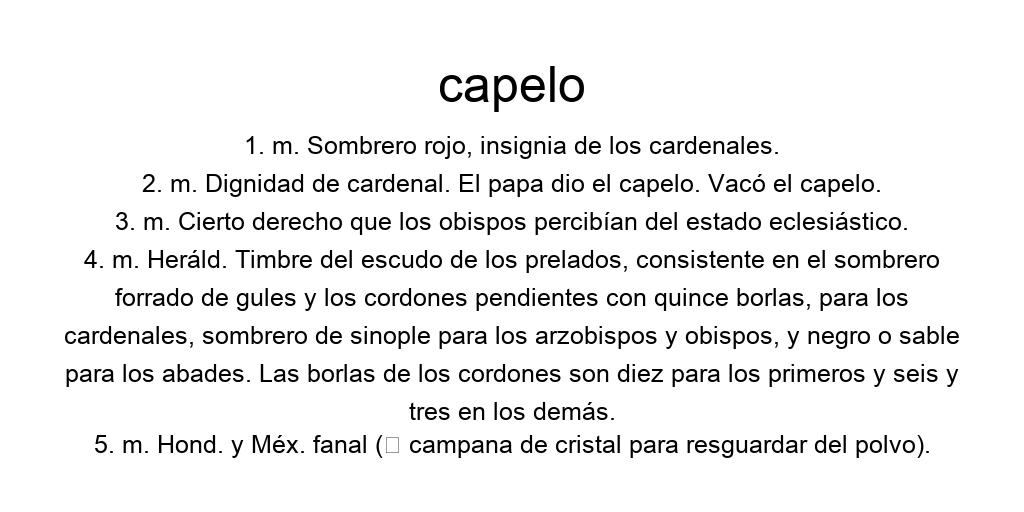 capelo
1. m. Sombrero rojo, insignia de los cardenales.
2. m. Dignidad de cardenal. El papa dio el capelo. Vacó el capelo.
3. m. Cierto derecho que los obispos percibían del estado eclesiástico.
4. m. Heráld. Timbre del escudo de los prelados, consistente en el sombrero
forrado de gules y los cordones pendientes con quince borlas, para los
cardenales, sombrero de sinople para los arzobispos y obispos, y negro o sable
para los abades. Las borlas de los cordones son diez para los primeros y seis y
tres en los demás.
5. m. Hond. y Méx. fanal (□ campana de cristal para resguardar del polvo).